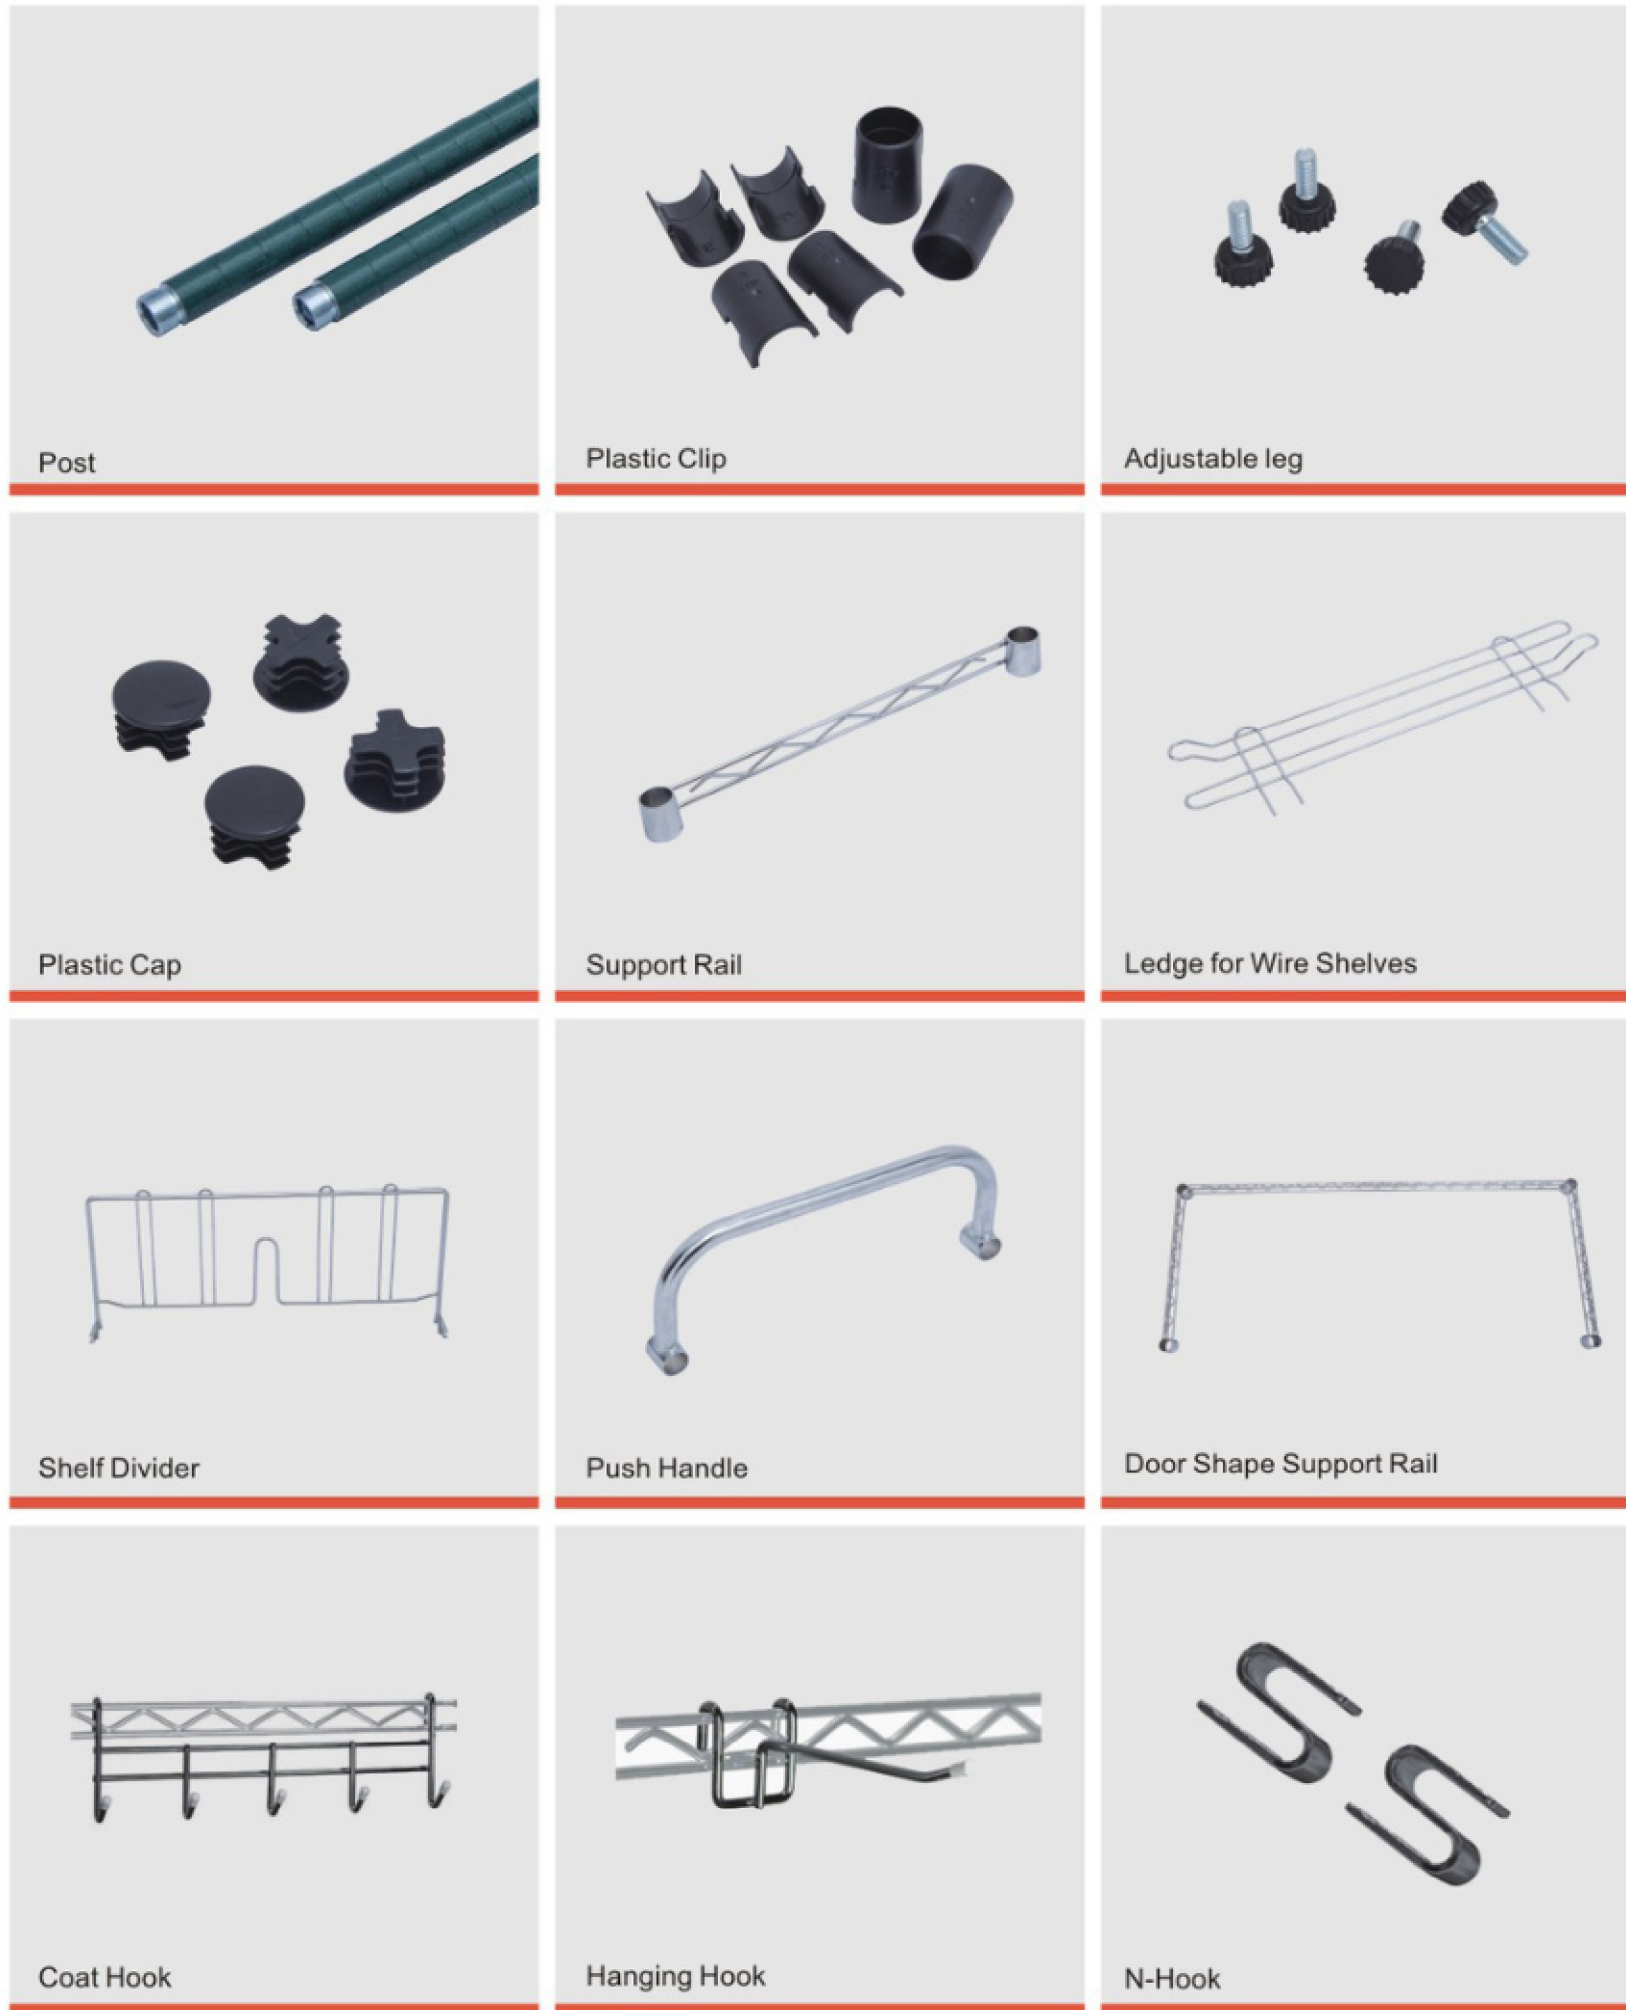 Post
Plastic Clip
Adjustable leg
Plastic Cap
Support Rail
Ledge for Wire Shelves
Shelf Divider
Push Handle
Door Shape Support Rail
Coat Hook
Hanging Hook
N-Hook